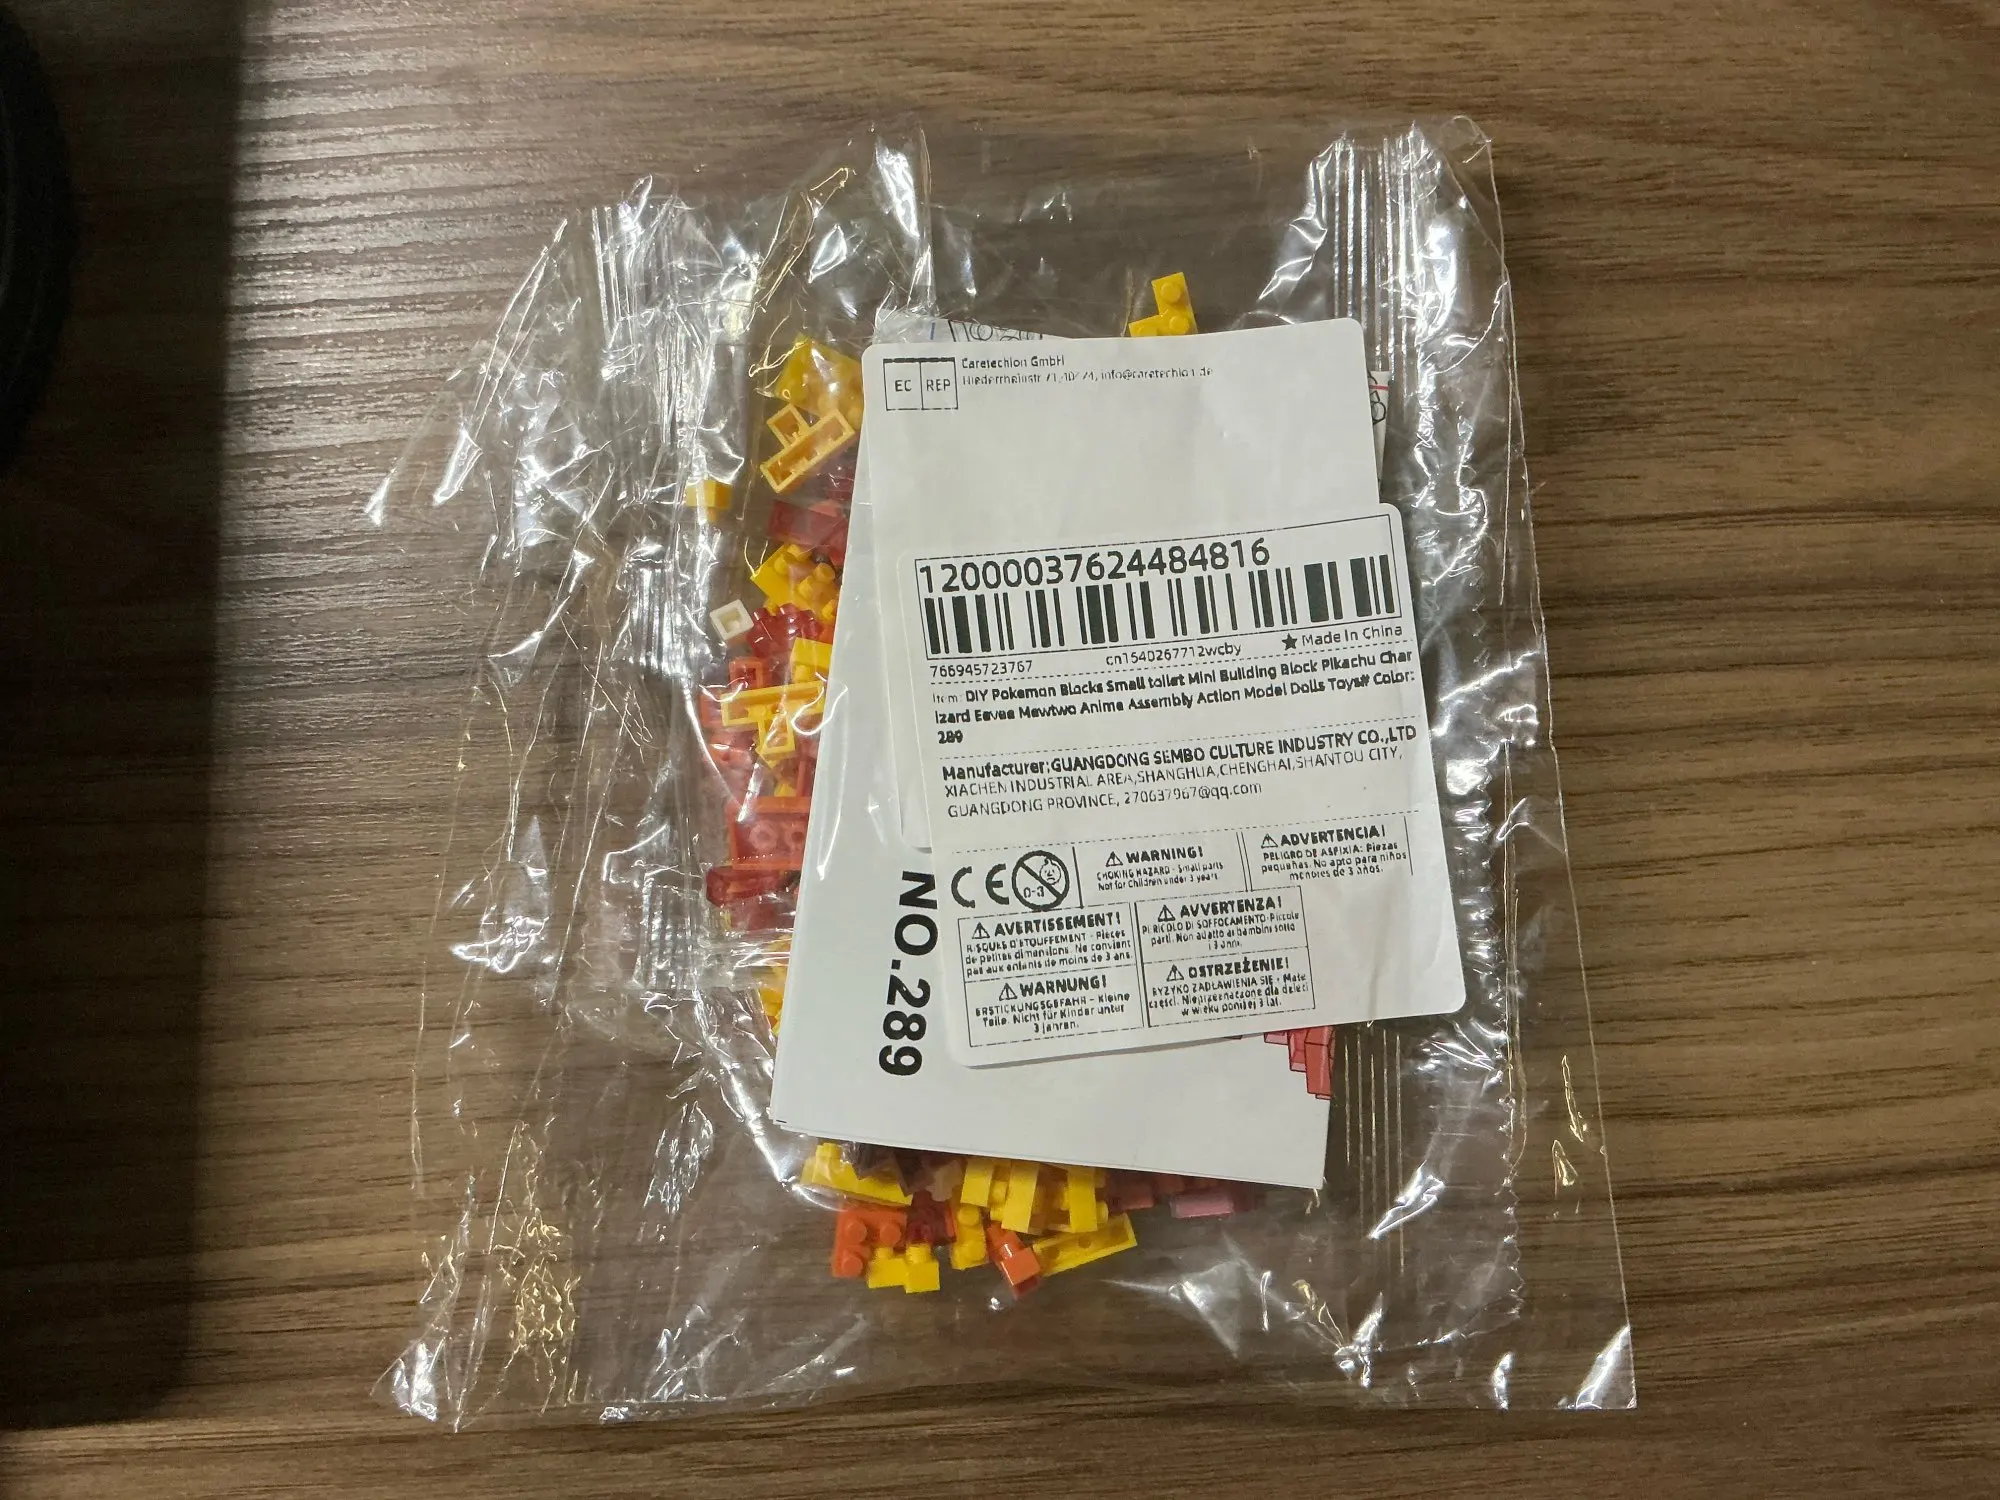 EC REP
Caretechion GmbH
info@caretechion.de
12000037624484816
766945723767
cn1540267712wcby
★ Made In China
Item: DIY Pokemon Blocks Small toilet Mini Building Block Pikachu Char
izard Eevee Mewtwo Anime Assembly Action Model Dolls Toys# Color:
289
Manufacturer:GUANGDONG SEMBO CULTURE INDUSTRY CO.,LTD
XIACHEN INDUSTRIAL AREA,SHANGHUA,CHENGHAI,SHANTOU CITY,
GUANGDONG PROVINCE, 270637967@qq.com
CE
0-3
⚠ WARNING!
CHOKING HAZARD - Small parts
Not for Children under 3 years.
⚠ ADVERTENCIA!
PELIGRO DE ASFIXIA: Piezas
pequeñas. No apto para niños
menores de 3 años.
⚠ AVERTISSEMENT!
RISQUES D'ETOUFFEMENT - Pièces
de petites dimensions. Ne convient
pas aux enfants de moins de 3 ans.
⚠ AVVERTENZA!
PERICOLO DI SOFFOCAMENTO-Piccole
parti. Non adatto ai bambini sotto
i 3 anni.
⚠ WARNUNG!
ERSTICKUNGSGEFAHR - Kleine
Teile. Nicht für Kinder unter
3 Jahren.
⚠ OSTRZEŻENIE!
RYZYKO ZADŁAWIENIA SIĘ - Małe
części. Nieprzeznaczone dla dzieci
w wieku poniżej 3 lat.
NO.289